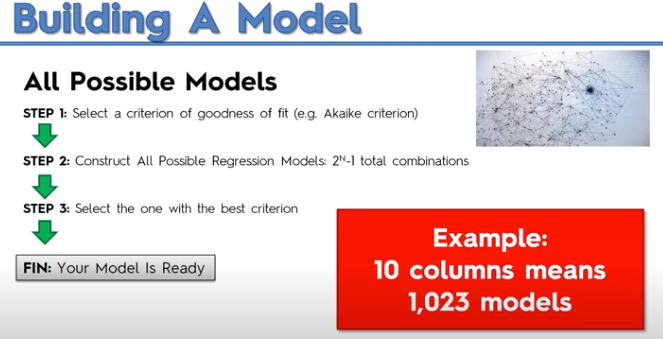 Building A Model
All Possible Models
STEP 1: Select a criterion of goodness of fit (e.g. Akaike criterion)
STEP 2: Construct All Possible Regression Models: 2ᴺ-1 total combinations
STEP 3: Select the one with the best criterion
FIN: Your Model Is Ready
Example:
10 columns means
1,023 models